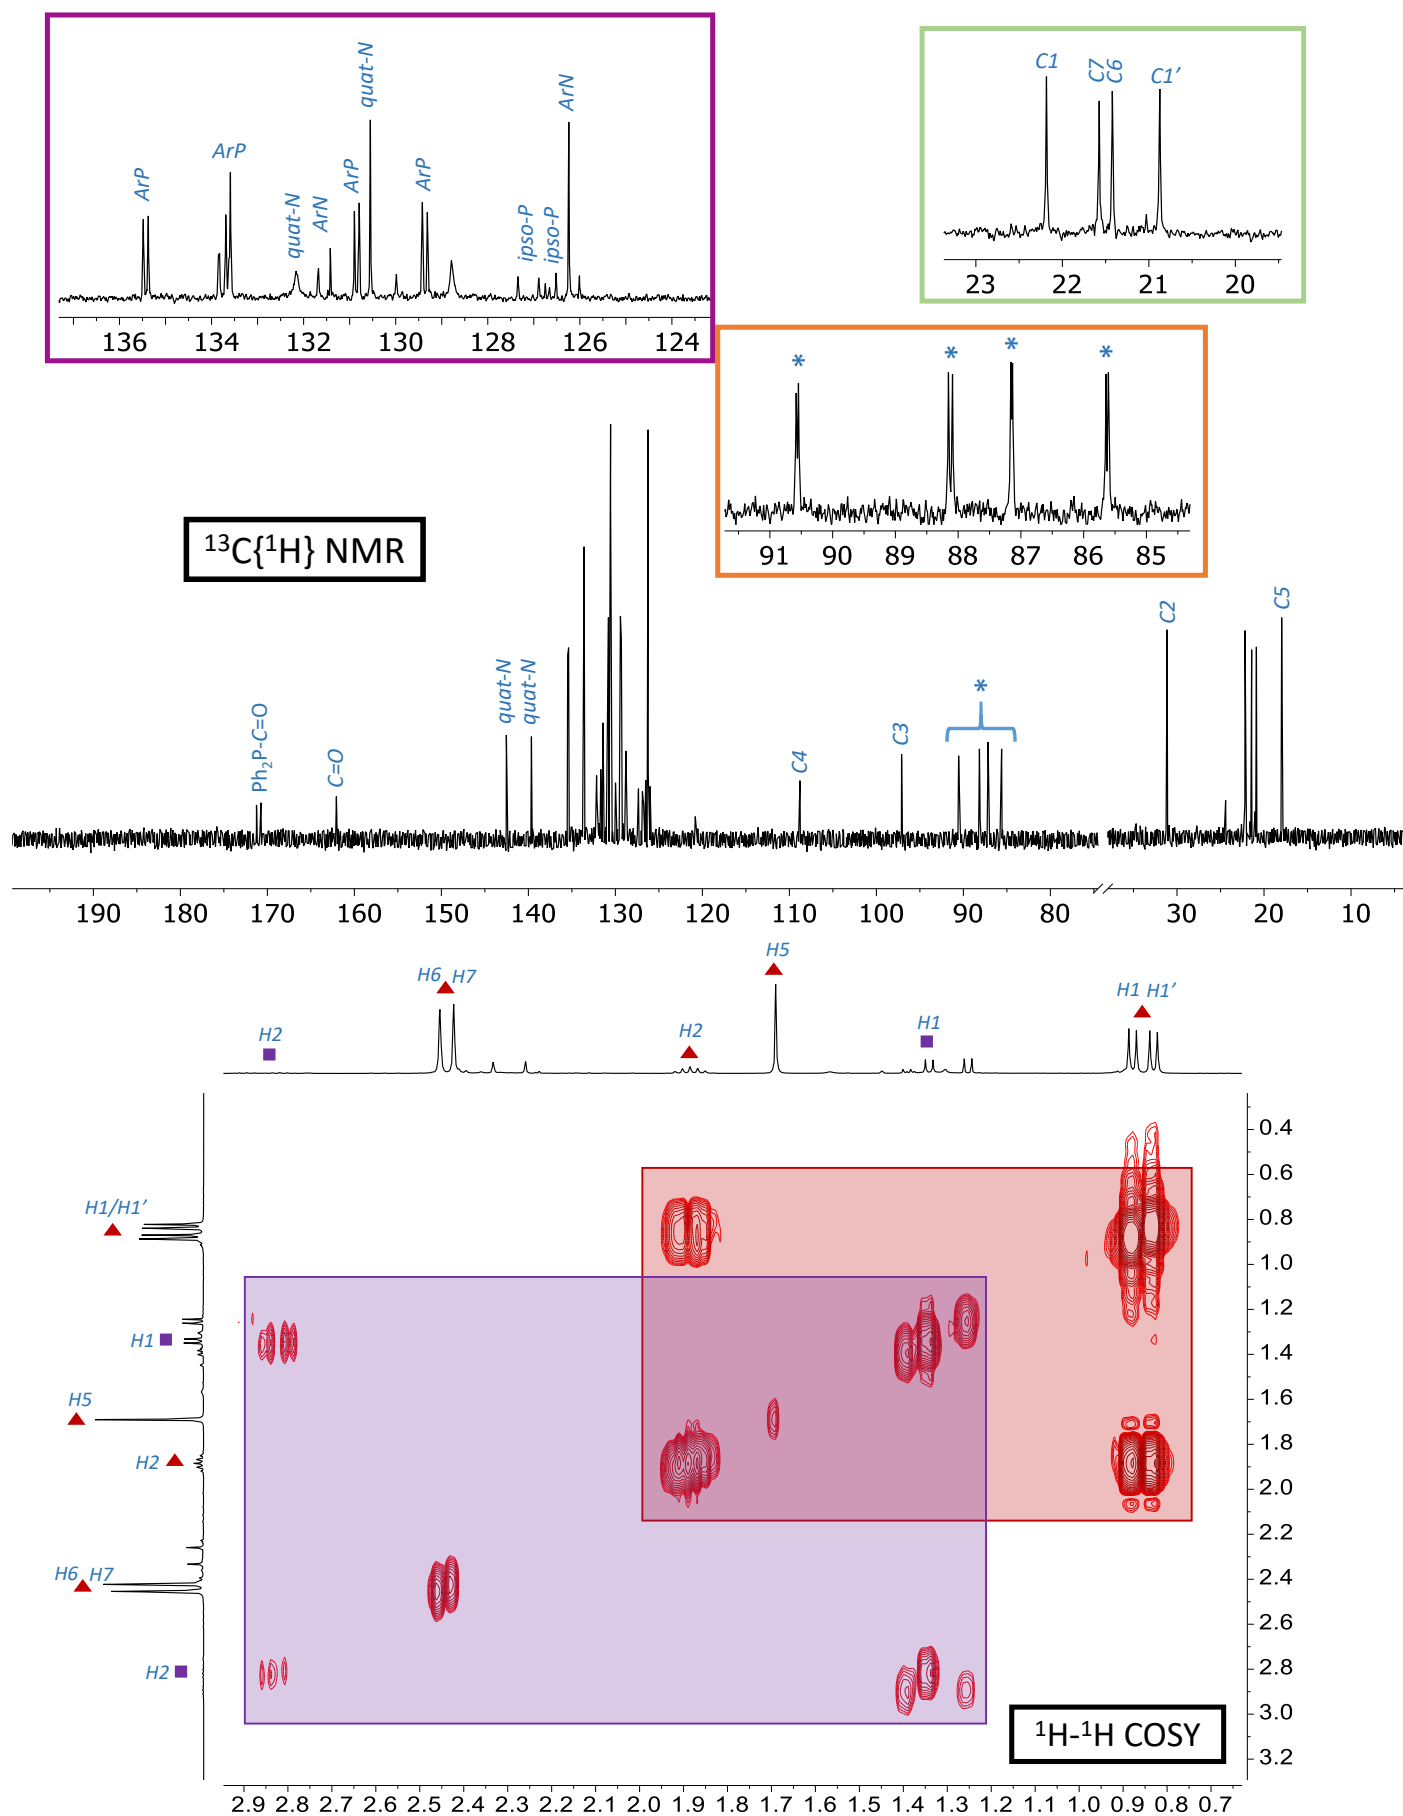 ArP
ArP
quat-N
ArN
ArP
quat-N
ArP
ipso-P
ipso-P
ArN
136 134 132 130 128 126 124
C1
C7
C6
C1’
23 22 21 20
* * * *
91 90 89 88 87 86 85
¹³C{¹H} NMR
Ph₂P-C=O
C=O
quat-N
quat-N
C4
C3
*
C2
C5
190 180 170 160 150 140 130 120 110 100 90 80 30 20 10
H2
H6 H7
H2
H5
H1
H1 H1’
H1/H1’
H1
H5
H2
H6 H7
H2
0.4
0.6
0.8
1.0
1.2
1.4
1.6
1.8
2.0
2.2
2.4
2.6
2.8
3.0
3.2
¹H-¹H COSY
2.9 2.8 2.7 2.6 2.5 2.4 2.3 2.2 2.1 2.0 1.9 1.8 1.7 1.6 1.5 1.4 1.3 1.2 1.1 1.0 0.9 0.8 0.7